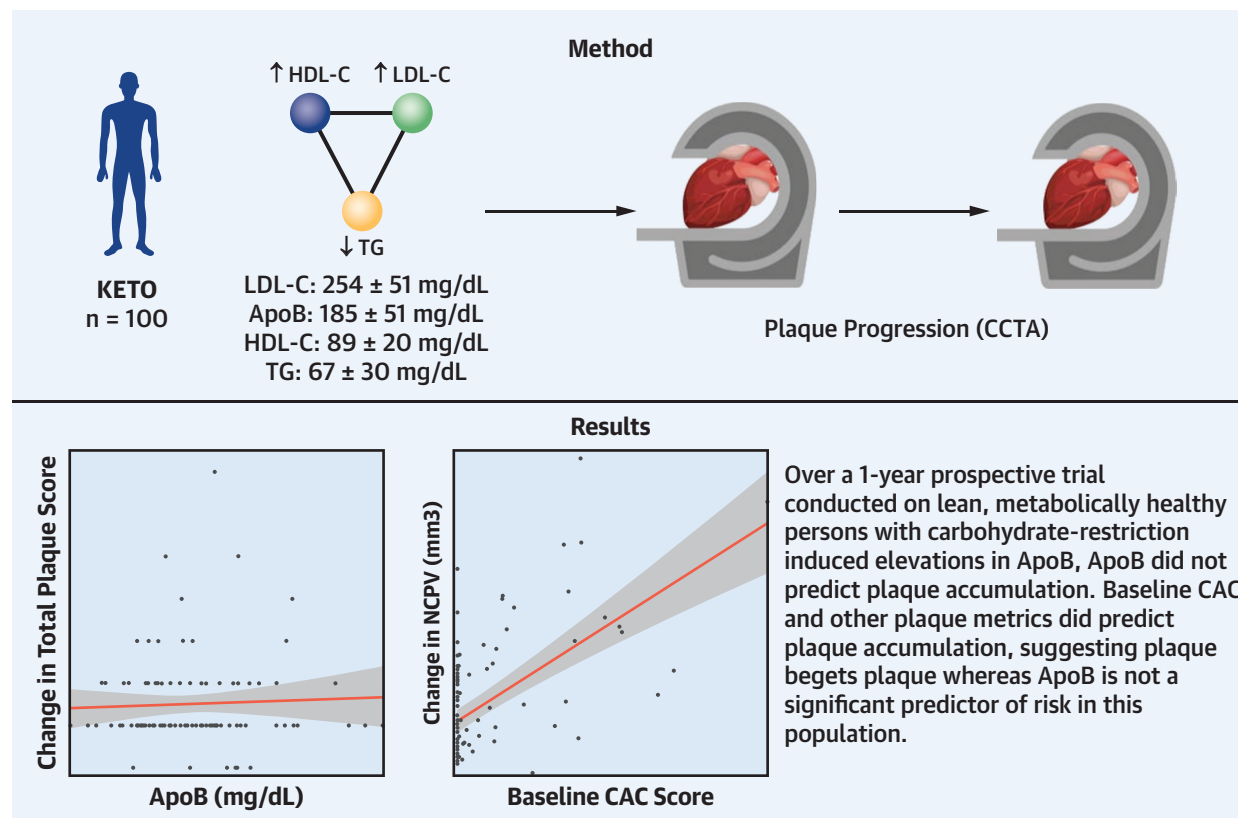 Method
↑ HDL-C ↑ LDL-C
↓ TG
KETO
n = 100
LDL-C: 254 ± 51 mg/dL
ApoB: 185 ± 51 mg/dL
HDL-C: 89 ± 20 mg/dL
TG: 67 ± 30 mg/dL
Plaque Progression (CCTA)
Results
Change in Total Plaque Score
ApoB (mg/dL)
Change in NCPV (mm3)
Baseline CAC Score
Over a 1-year prospective trial
conducted on lean, metabolically healthy
persons with carbohydrate-restriction
induced elevations in ApoB, ApoB did not
predict plaque accumulation. Baseline CAC
and other plaque metrics did predict
plaque accumulation, suggesting plaque
begets plaque whereas ApoB is not a
significant predictor of risk in this
population.